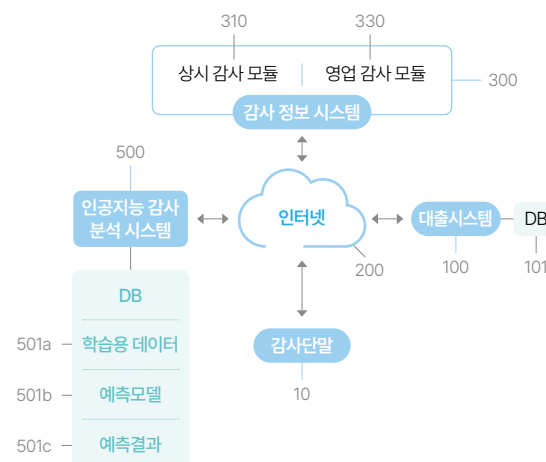 310
330
상시 감사 모듈
영업 감사 모듈
300
감사 정보 시스템
500
인공지능 감사
분석 시스템
인터넷
대출시스템
DB
200
100
101
DB
501a
학습용 데이터
감사단말
501b
예측모델
10
501c
예측결과